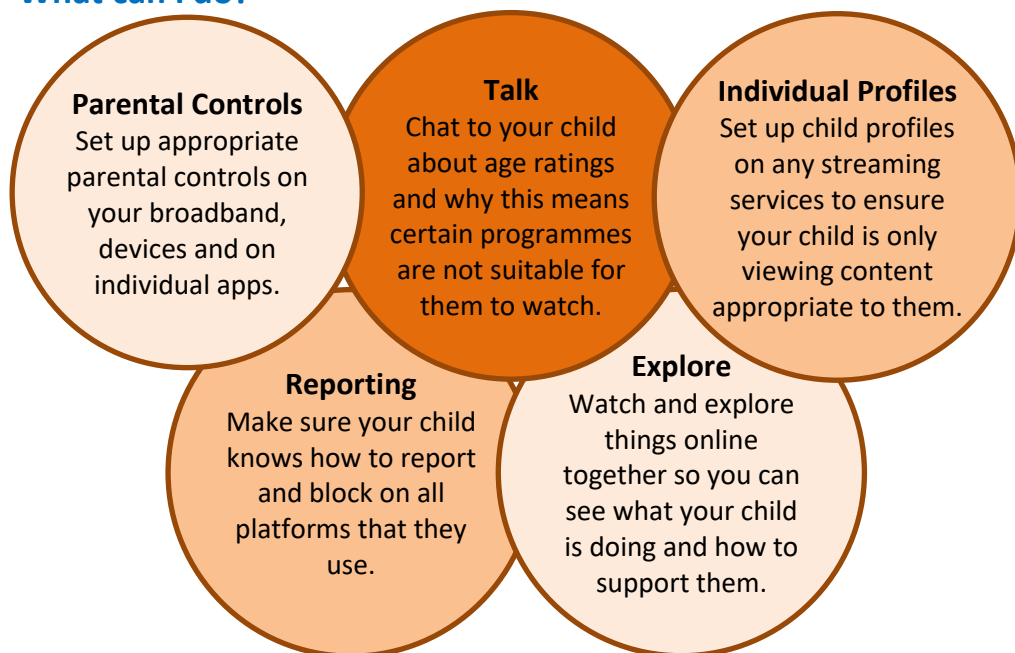 What can I do?
Parental Controls
Set up appropriate
parental controls on
your broadband,
devices and on
individual apps.
Talk
Chat to your child
about age ratings
and why this means
certain programmes
are not suitable for
them to watch.
Individual Profiles
Set up child profiles
on any streaming
services to ensure
your child is only
viewing content
appropriate to them.
Reporting
Make sure your child
knows how to report
and block on all
platforms that they
use.
Explore
Watch and explore
things online
together so you can
see what your child
is doing and how to
support them.